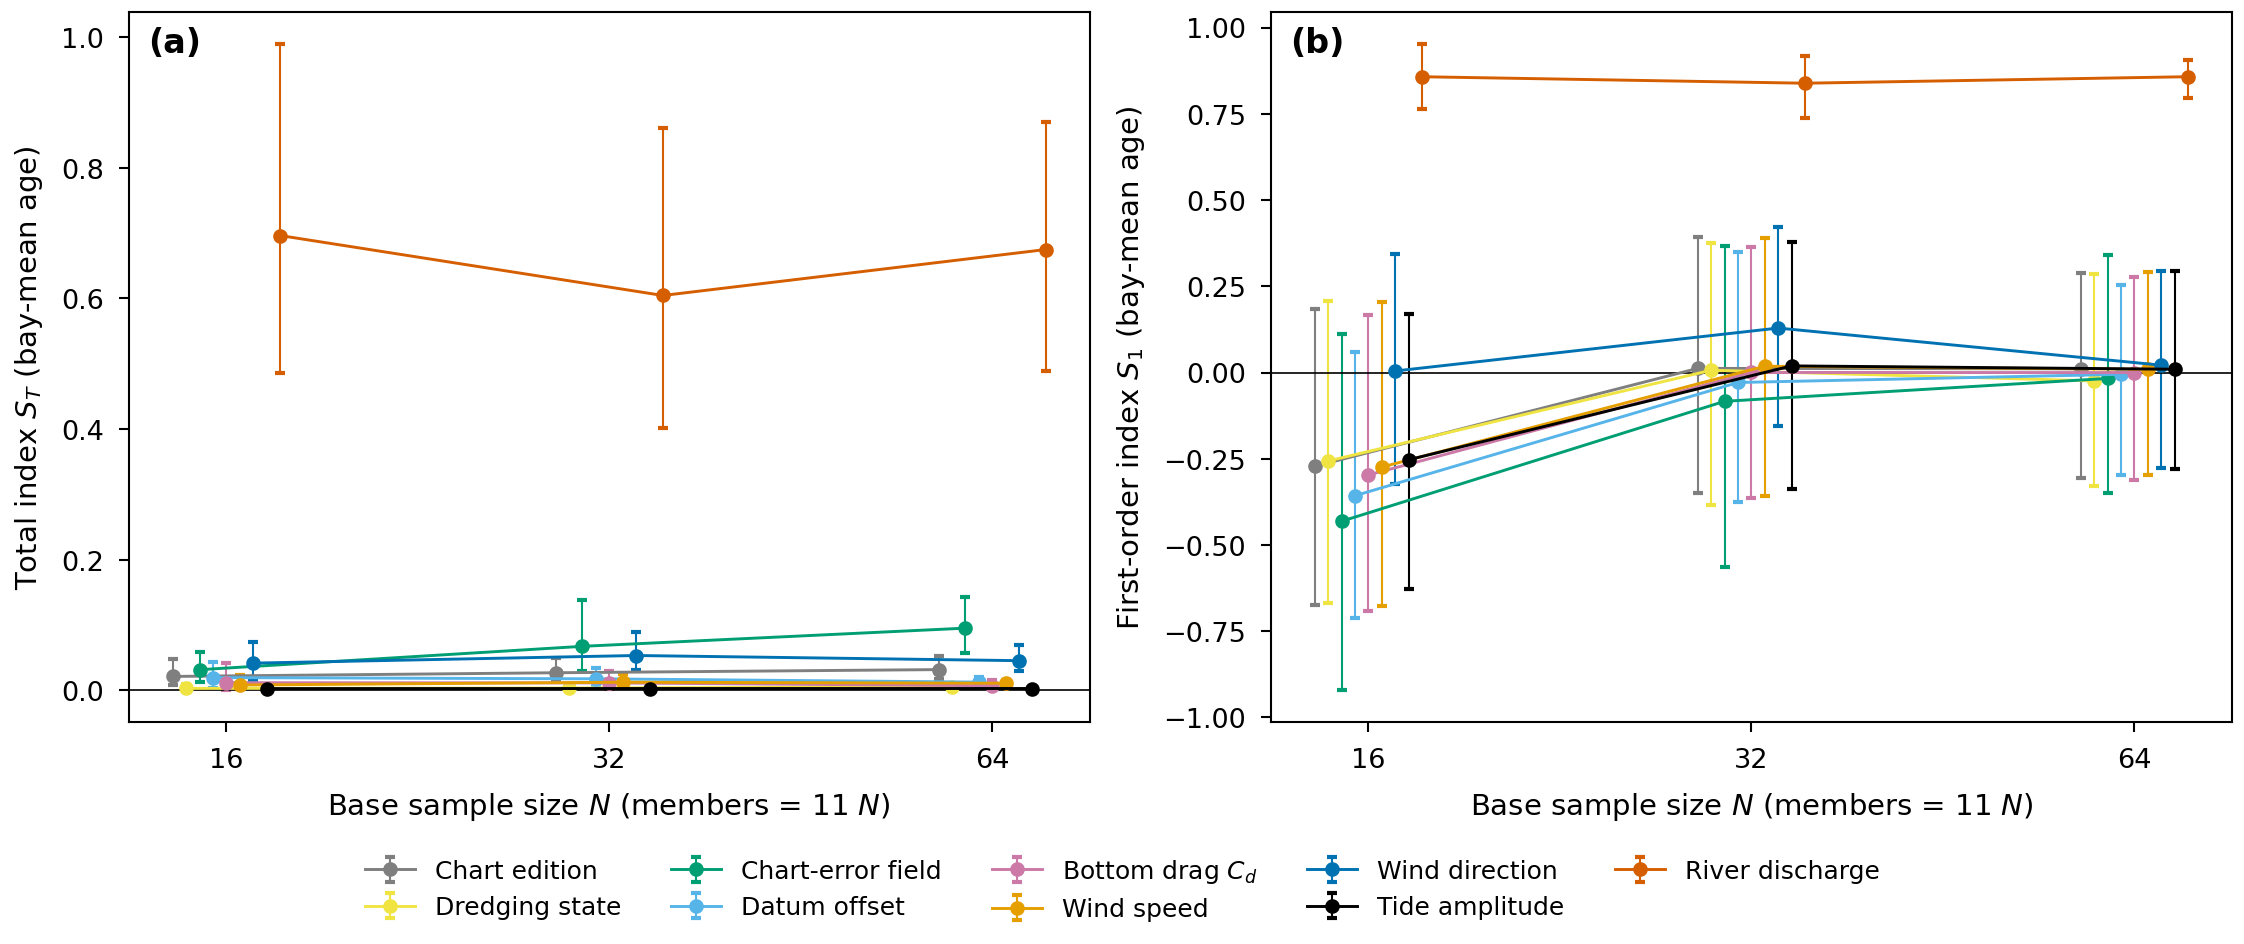 (a)
1.0
0.8
0.6
0.4
0.2
0.0
Total index S_T (bay-mean age)
16
32
64
Base sample size N (members = 11 N)
(b)
1.00
0.75
0.50
0.25
0.00
−0.25
−0.50
−0.75
−1.00
First-order index S_1 (bay-mean age)
16
32
64
Base sample size N (members = 11 N)
Chart edition
Dredging state
Chart-error field
Datum offset
Bottom drag C_d
Wind speed
Wind direction
Tide amplitude
River discharge